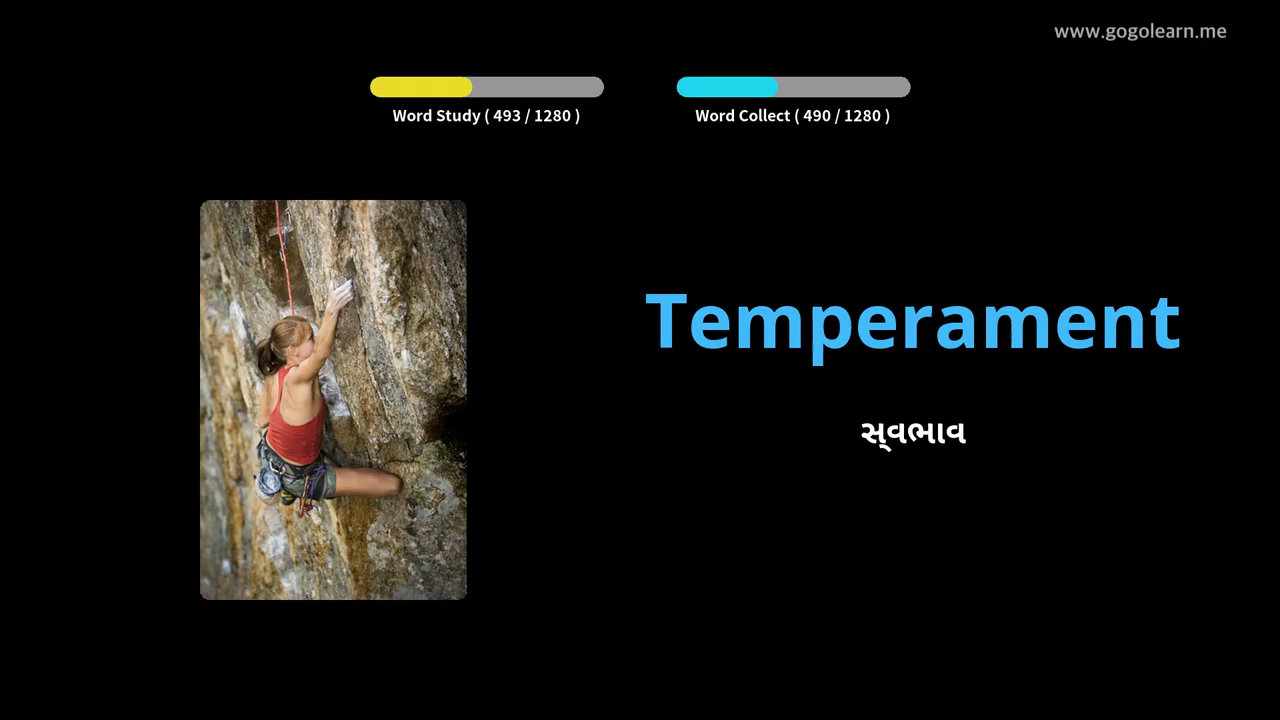 www.gogolearn.me
Word Study ( 493 / 1280 )
Word Collect ( 490 / 1280 )
Temperament
સ્વભાવ